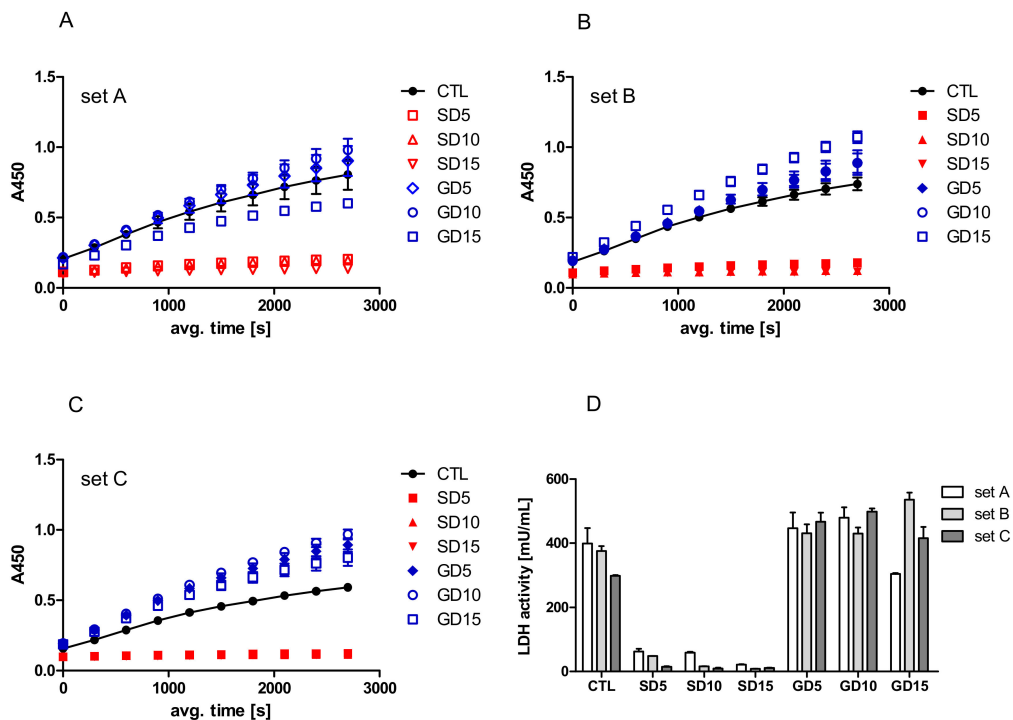 A
set A
1.5
1.0
0.5
0.0
A450
0
1000
2000
3000
avg. time [s]
CTL
SD5
SD10
SD15
GD5
GD10
GD15
B
set B
1.5
1.0
0.5
0.0
A450
0
1000
2000
3000
avg. time [s]
CTL
SD5
SD10
SD15
GD5
GD10
GD15
C
set C
1.5
1.0
0.5
0.0
A450
0
1000
2000
3000
avg. time [s]
CTL
SD5
SD10
SD15
GD5
GD10
GD15
D
600
400
200
0
LDH activity [mU/mL]
CTL
SD5
SD10
SD15
GD5
GD10
GD15
set A
set B
set C